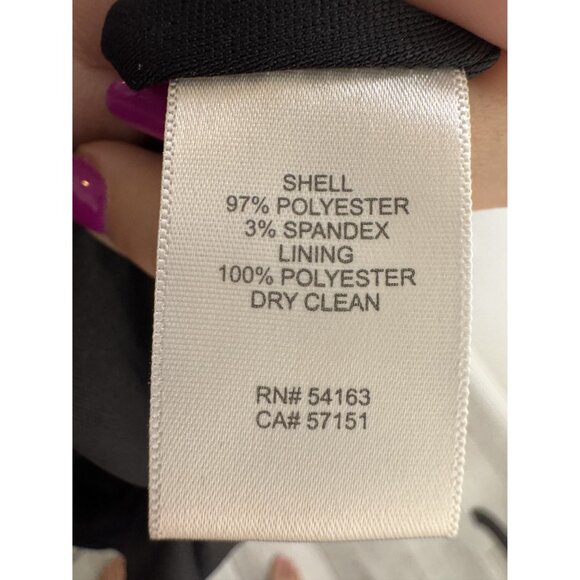 SHELL
97% POLYESTER
3% SPANDEX
LINING
100% POLYESTER
DRY CLEAN
RN# 54163
CA# 57151